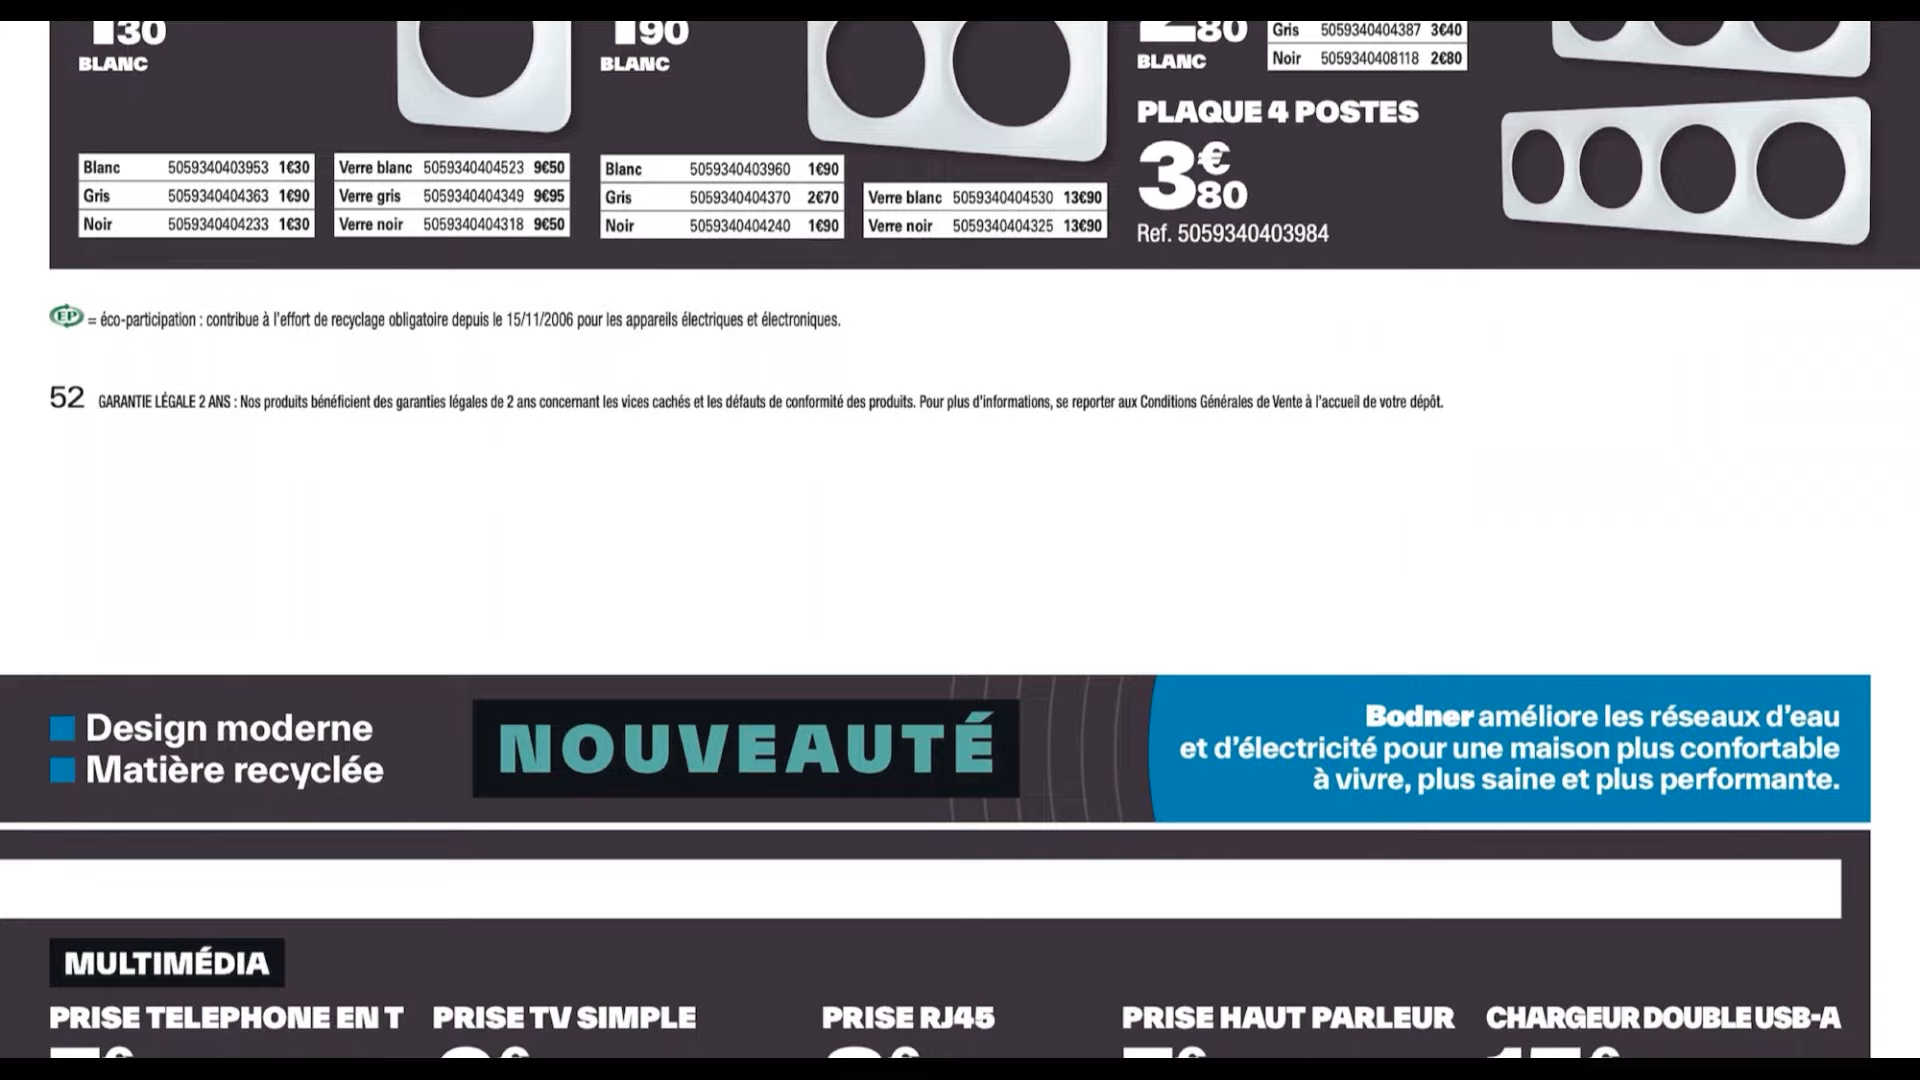 1 30
BLANC
Blanc 5059340403953 1€30
Gris 5059340404363 1€90
Noir 5059340404233 1€30
Verre blanc 5059340404523 9€50
Verre gris 5059340404349 9€95
Verre noir 5059340404318 9€50
1 90
BLANC
Blanc 5059340403960 1€90
Gris 5059340404370 2€70
Noir 5059340404240 1€90
Verre blanc 5059340404530 13€90
Verre noir 5059340404325 13€90
2 80
BLANC
Gris 5059340404387 3€40
Noir 5059340408118 2€80
PLAQUE 4 POSTES
3€80
Ref. 5059340403984
EP = éco-participation : contribue à l'effort de recyclage obligatoire depuis le 15/11/2006 pour les appareils électriques et électroniques.
52 GARANTIE LÉGALE 2 ANS : Nos produits bénéficient des garanties légales de 2 ans concernant les vices cachés et les défauts de conformité des produits. Pour plus d'informations, se reporter aux Conditions Générales de Vente à l'accueil de votre dépôt.
Design moderne
Matière recyclée
NOUVEAUTÉ
Bodner améliore les réseaux d'eau
et d'électricité pour une maison plus confortable
à vivre, plus saine et plus performante.
MULTIMÉDIA
PRISE TELEPHONE EN T
PRISE TV SIMPLE
PRISE RJ45
PRISE HAUT PARLEUR
CHARGEUR DOUBLE USB-A